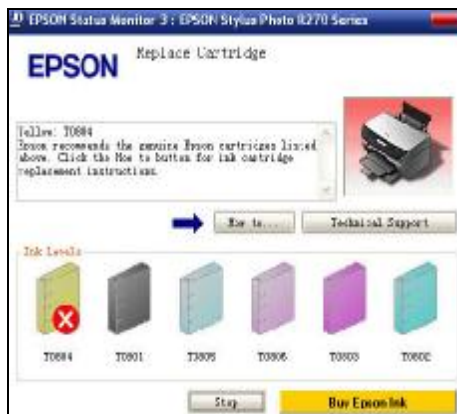 EPSON Status Monitor 3 : EPSON Stylus Photo R270 Series
EPSON
Replace Cartridge
Yellow: T0804
Epson recommends the genuine Epson cartridges listed
above. Click the How to button for ink cartridge
replacement instructions.
How to.... Technical Support
Ink Levels
T0804 T0801 T0805 T0806 T0803 T0802
Stop Buy Epson Ink